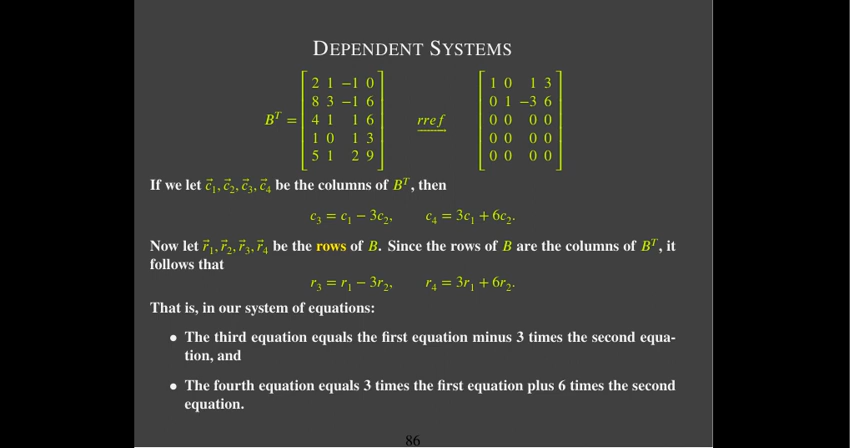 DEPENDENT SYSTEMS
Bᵀ = [ 2 1 −1 0 ; 8 3 −1 6 ; 4 1 1 6 ; 1 0 1 3 ; 5 1 2 9 ] rref [ 1 0 1 3 ; 0 1 −3 6 ; 0 0 0 0 ; 0 0 0 0 ; 0 0 0 0 ]
If we let c⃗₁, c⃗₂, c⃗₃, c⃗₄ be the columns of Bᵀ, then
c₃ = c₁ − 3c₂, c₄ = 3c₁ + 6c₂.
Now let r⃗₁, r⃗₂, r⃗₃, r⃗₄ be the rows of B. Since the rows of B are the columns of Bᵀ, it
follows that
r₃ = r₁ − 3r₂, r₄ = 3r₁ + 6r₂.
That is, in our system of equations:
• The third equation equals the first equation minus 3 times the second equa-
tion, and
• The fourth equation equals 3 times the first equation plus 6 times the second
equation.
86